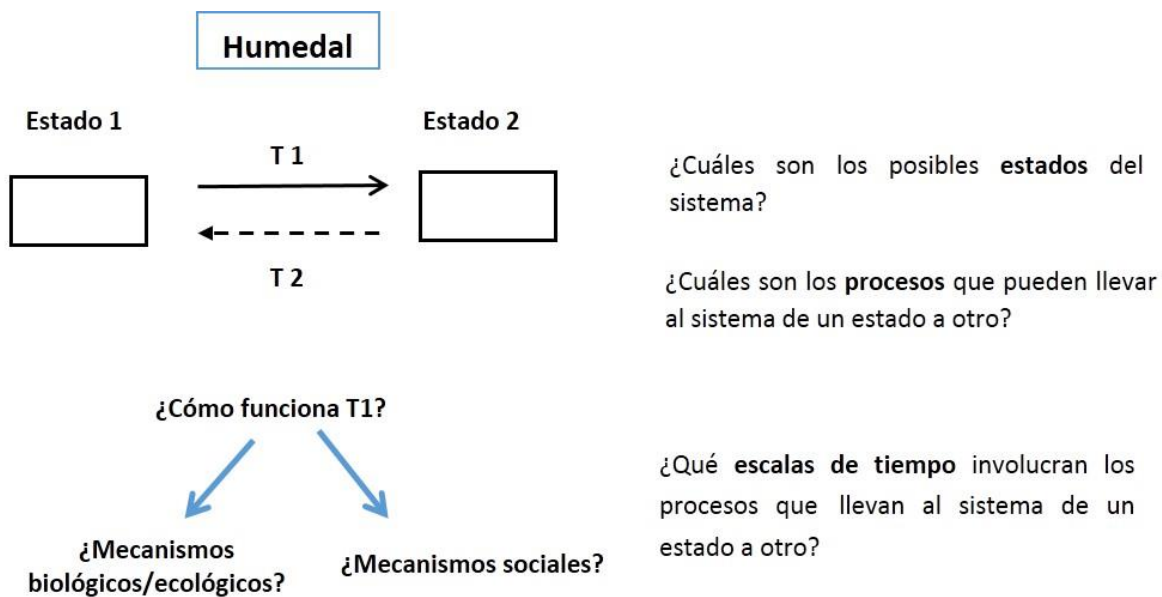 Humedal
Estado 1
Estado 2
T 1
T 2
¿Cuáles son los posibles estados del
sistema?
¿Cuáles son los procesos que pueden llevar
al sistema de un estado a otro?
¿Cómo funciona T1?
¿Mecanismos
biológicos/ecológicos?
¿Mecanismos sociales?
¿Qué escalas de tiempo involucran los
procesos que llevan al sistema de un
estado a otro?